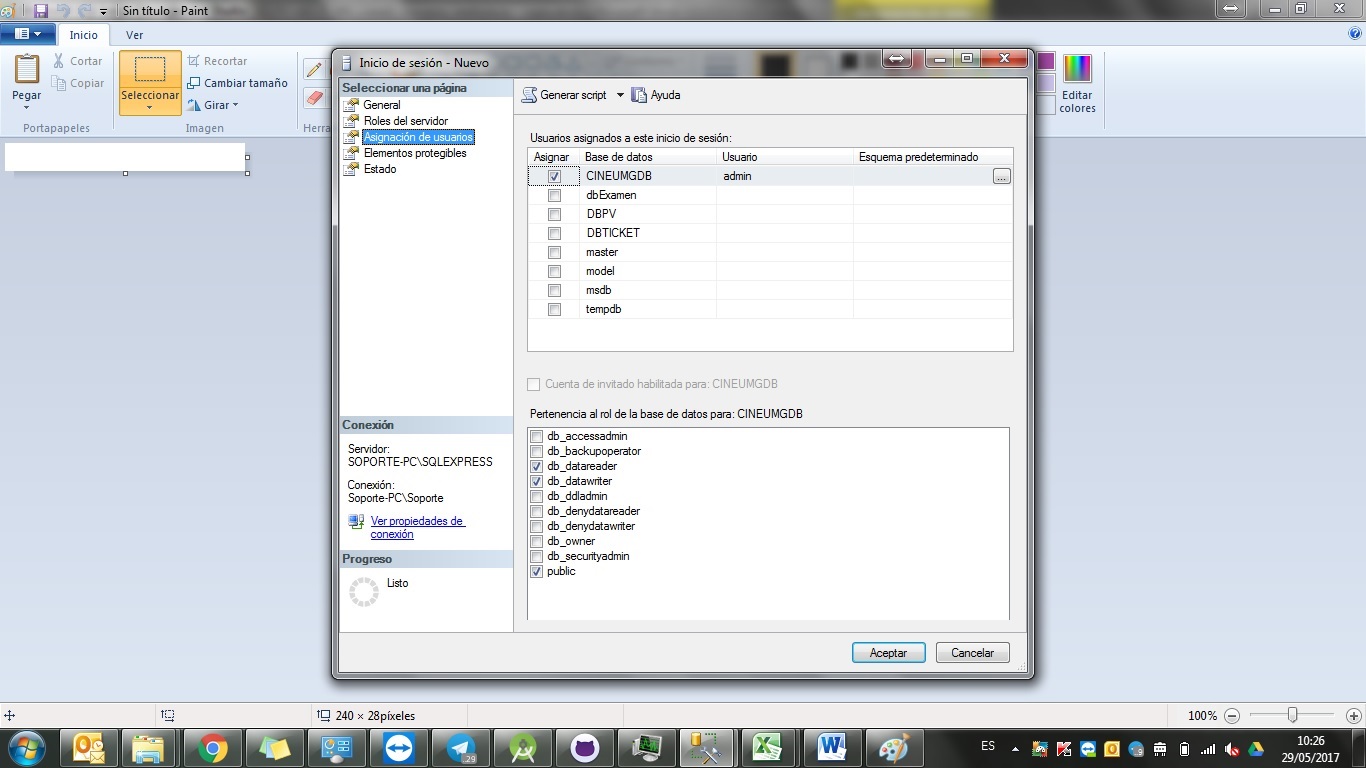 Sin título - Paint
Inicio
Ver
Pegar
Cortar
Copiar
Portapapeles
Seleccionar
Recortar
Cambiar tamaño
Girar
Imagen
Editar
colores
Inicio de sesión - Nuevo
Seleccionar una página
General
Roles del servidor
Asignación de usuarios
Elementos protegibles
Estado
Generar script
Ayuda
Usuarios asignados a este inicio de sesión:
Asignar Base de datos Usuario Esquema predeterminado
CINEUMGDB admin ...
dbExamen
DBPV
DBTICKET
master
model
msdb
tempdb
Cuenta de invitado habilitada para: CINEUMGDB
Pertenencia al rol de la base de datos para: CINEUMGDB
db_accessadmin
db_backupoperator
db_datareader
db_datawriter
db_ddladmin
db_denydatareader
db_denydatawriter
db_owner
db_securityadmin
public
Conexión
Servidor:
SOPORTE-PC\SQLEXPRESS
Conexión:
Soporte-PC\Soporte
Ver propiedades de
conexión
Progreso
Listo
Aceptar
Cancelar
240 × 28píxeles
100%
29
ES
10:26
29/05/2017